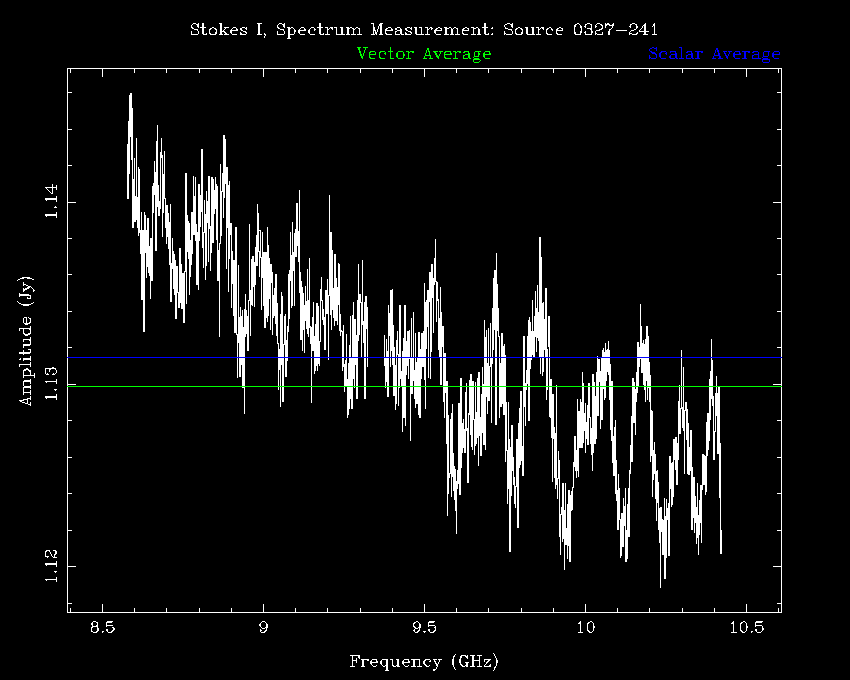 Stokes I, Spectrum Measurement: Source 0327-241
Vector Average
Scalar Average
Amplitude (Jy)
1.14
1.13
1.12
8.5
9
9.5
10
10.5
Frequency (GHz)